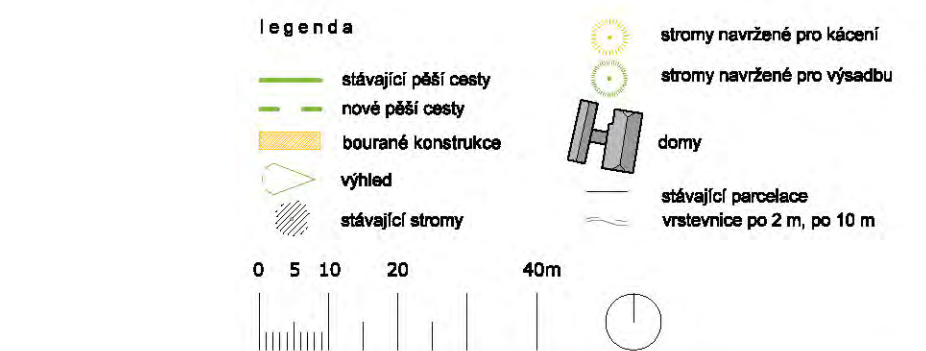 legenda
stávající pěší cesty
nové pěší cesty
bourané konstrukce
výhled
stávající stromy
stromy navržené pro kácení
stromy navržené pro výsadbu
domy
stávající parcelace
vrstevnice po 2 m, po 10 m
0 5 10 20 40m